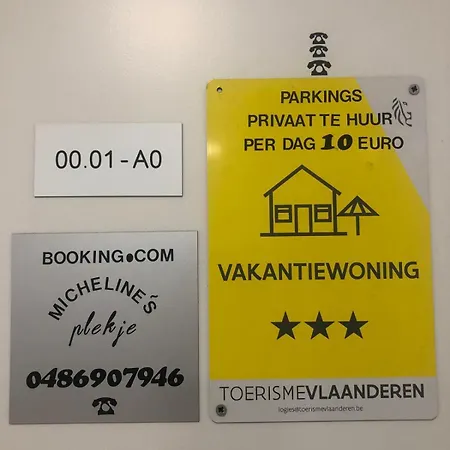 00.01 - A0
BOOKING.COM
MICHELINE'S
plekje
0486907946
PARKINGS
PRIVAAT TE HUUR
PER DAG 10 EURO
VAKANTIEWONING
TOERISMEVLAANDEREN
logies@toerismevlaanderen.be